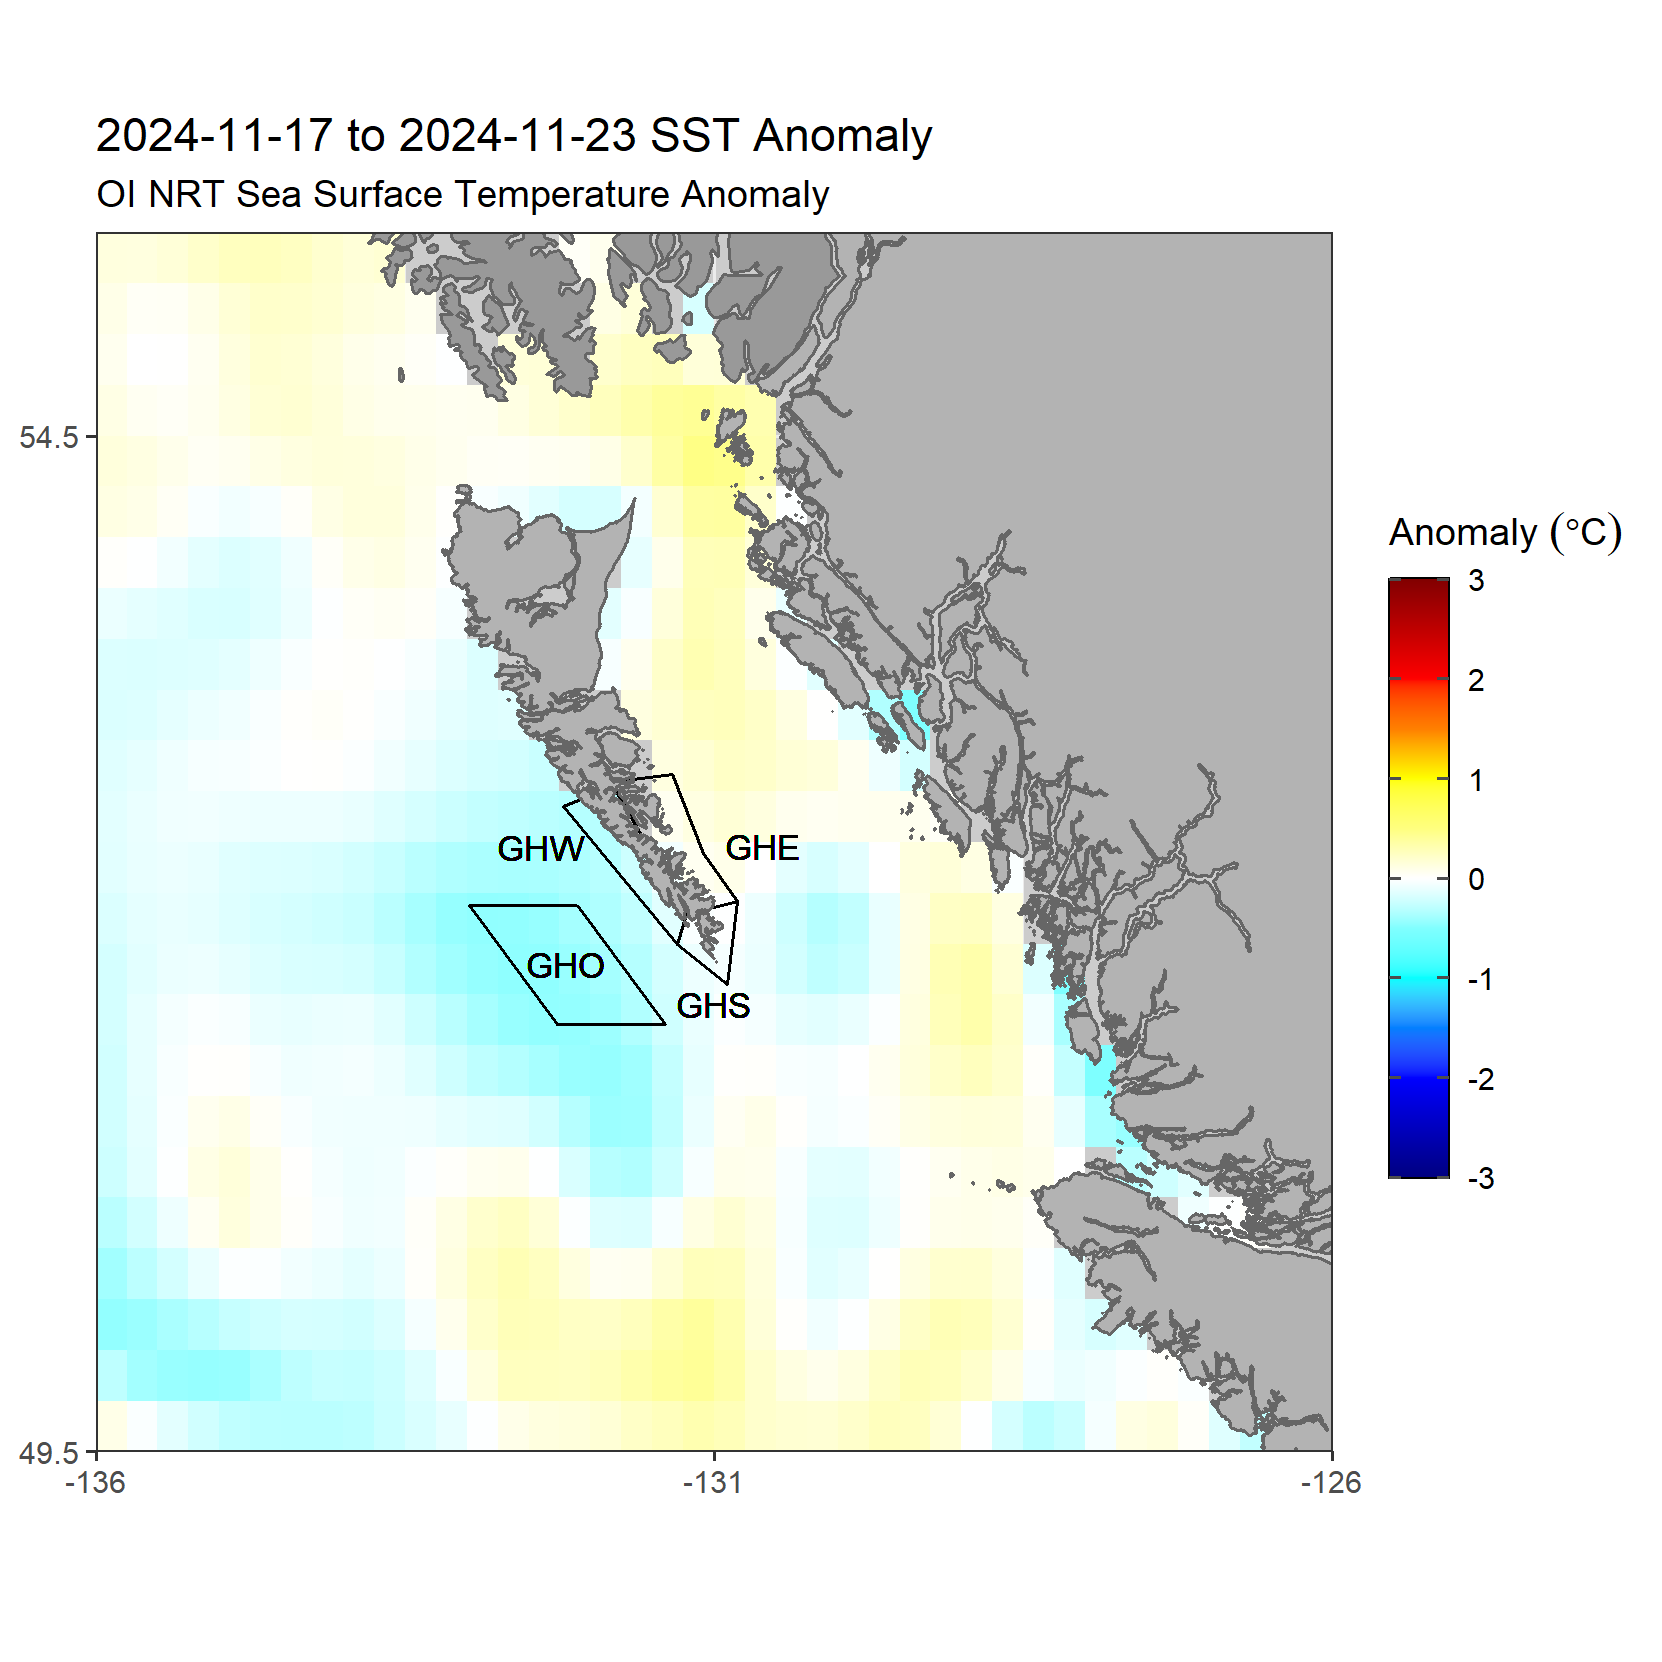 2024-11-17 to 2024-11-23 SST Anomaly
OI NRT Sea Surface Temperature Anomaly
54.5
49.5
-136
-131
-126
GHW
GHE
GHO
GHS
Anomaly (°C)
3
2
1
0
-1
-2
-3